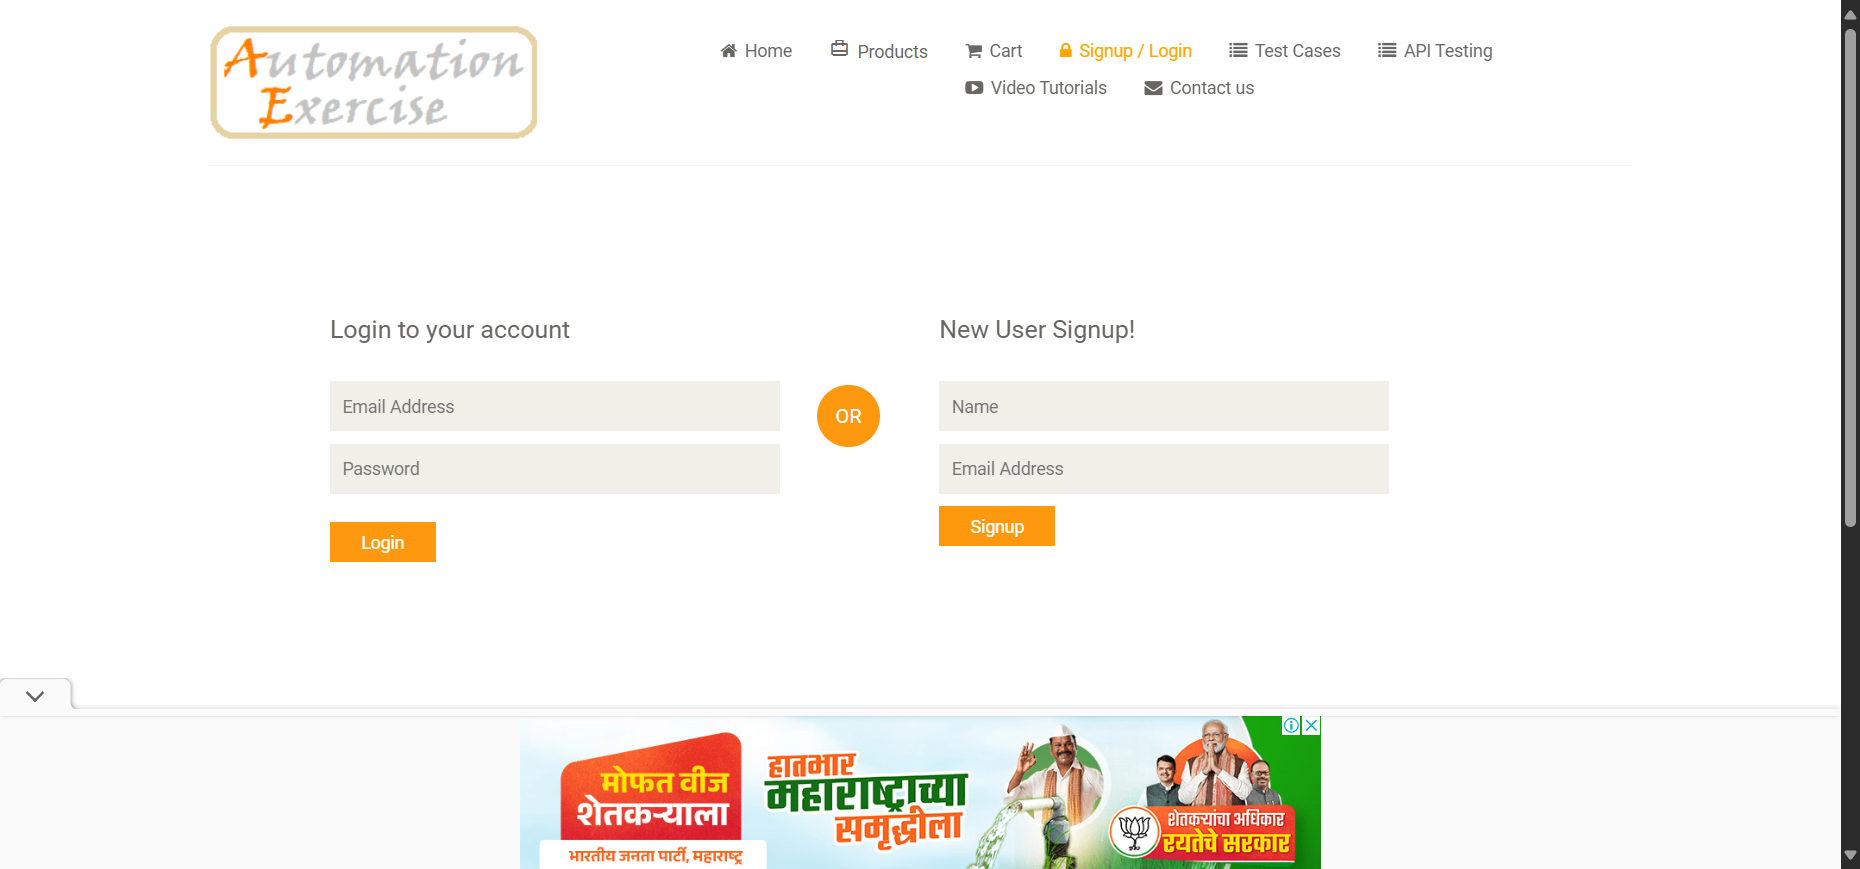 Automation
Exercise
Home
Products
Cart
Signup / Login
Test Cases
API Testing
Video Tutorials
Contact us
Login to your account
Email Address
Password
Login
OR
New User Signup!
Name
Email Address
Signup
मोफत वीज
शेतकऱ्याला
भारतीय जनता पार्टी, महाराष्ट्र
हातभार
महाराष्ट्राच्या
समृद्धीला
शेतकऱ्यांचा अधिकार
रयतेचे सरकार